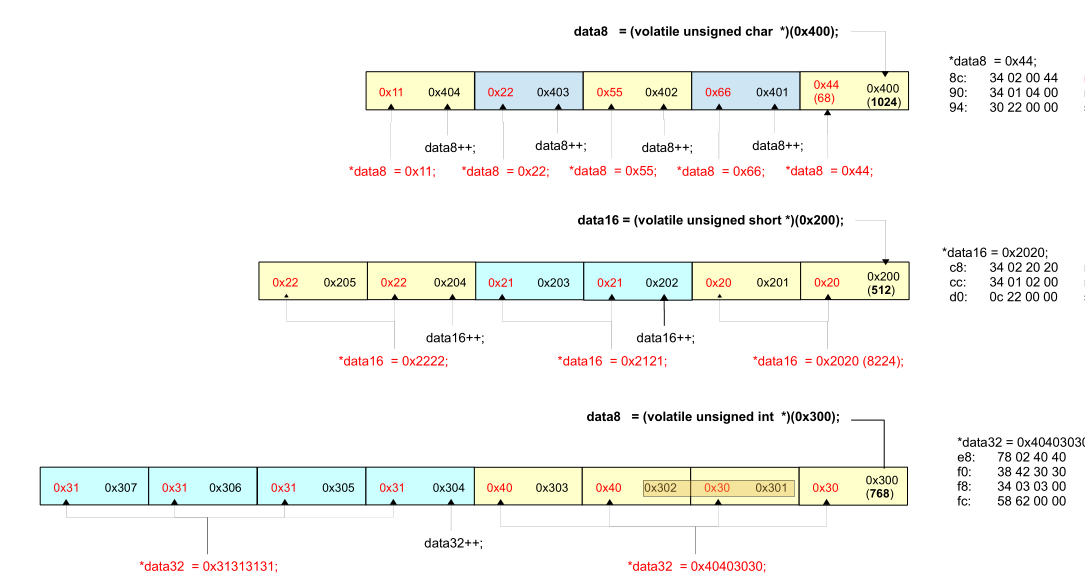 data8 = (volatile unsigned char *)(0x400);
*data8 = 0x44;
8c: 34 02 00 44
90: 34 01 04 00
94: 30 22 00 00
0x11 0x404 0x22 0x403 0x55 0x402 0x66 0x401 0x44 (68) 0x400 (1024)
data8++; data8++; data8++; data8++;
*data8 = 0x11; *data8 = 0x22; *data8 = 0x55; *data8 = 0x66; *data8 = 0x44;
data16 = (volatile unsigned short *)(0x200);
*data16 = 0x2020;
c8: 34 02 20 20
cc: 34 01 02 00
d0: 0c 22 00 00
0x22 0x205 0x22 0x204 0x21 0x203 0x21 0x202 0x20 0x201 0x20 0x200 (512)
data16++; data16++;
*data16 = 0x2222; *data16 = 0x2121; *data16 = 0x2020 (8224);
data8 = (volatile unsigned int *)(0x300);
*data32 = 0x40403030
e8: 78 02 40 40
f0: 38 42 30 30
f8: 34 03 03 00
fc: 58 62 00 00
0x31 0x307 0x31 0x306 0x31 0x305 0x31 0x304 0x40 0x303 0x40 0x302 0x30 0x301 0x30 0x300 (768)
data32++;
*data32 = 0x31313131; *data32 = 0x40403030;